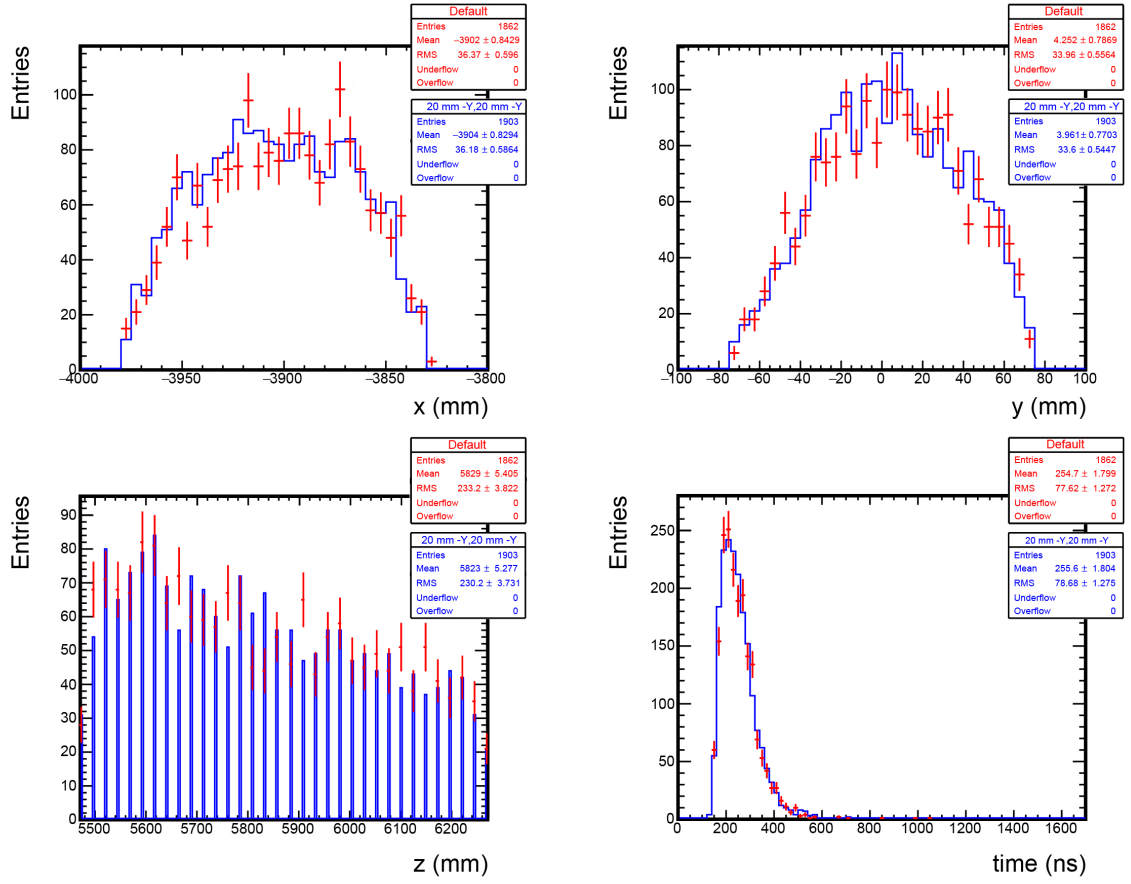 Default
Entries 1862
Mean −3902 ± 0.8429
RMS 36.37 ± 0.596
Underflow 0
Overflow 0
20 mm -Y,20 mm -Y
Entries 1903
Mean −3904 ± 0.8294
RMS 36.18 ± 0.5864
Underflow 0
Overflow 0
Entries
100
80
60
40
20
0
−4000 −3950 −3900 −3850 −3800
x (mm)
Default
Entries 1862
Mean 4.252 ± 0.7869
RMS 33.96 ± 0.5564
Underflow 0
Overflow 0
20 mm -Y,20 mm -Y
Entries 1903
Mean 3.961 ± 0.7703
RMS 33.6 ± 0.5447
Underflow 0
Overflow 0
Entries
100
80
60
40
20
0
−100 −80 −60 −40 −20 0 20 40 60 80 100
y (mm)
Default
Entries 1862
Mean 5829 ± 5.405
RMS 233.2 ± 3.822
Underflow 0
Overflow 0
20 mm -Y,20 mm -Y
Entries 1903
Mean 5823 ± 5.277
RMS 230.2 ± 3.731
Underflow 0
Overflow 0
Entries
90
80
70
60
50
40
30
20
10
0
5500 5600 5700 5800 5900 6000 6100 6200
z (mm)
Default
Entries 1862
Mean 254.7 ± 1.799
RMS 77.62 ± 1.272
Underflow 0
Overflow 0
20 mm -Y,20 mm -Y
Entries 1903
Mean 255.6 ± 1.804
RMS 78.68 ± 1.275
Underflow 0
Overflow 0
Entries
250
200
150
100
50
0
0 200 400 600 800 1000 1200 1400 1600
time (ns)